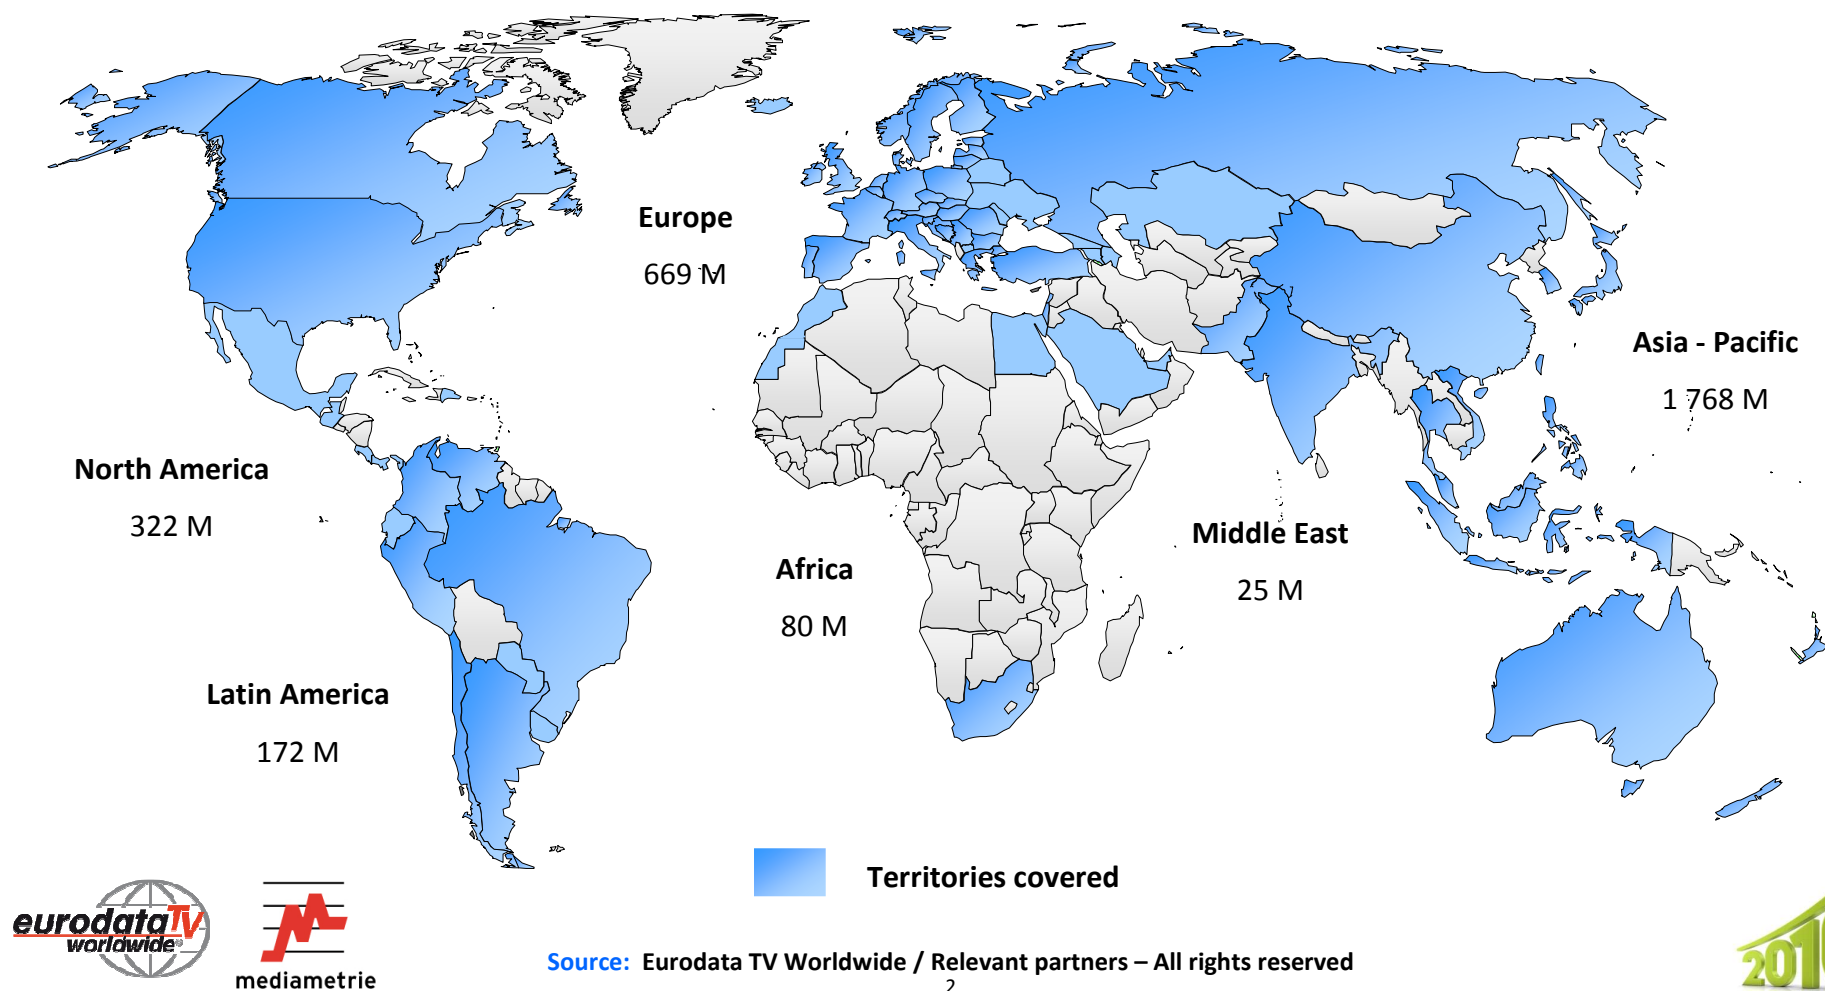 Europe
669 M
Asia - Pacific
1 768 M
North America
322 M
Middle East
25 M
Africa
80 M
Latin America
172 M
Territories covered
eurodataTV
worldwide
mediametrie
Source: Eurodata TV Worldwide / Relevant partners – All rights reserved
2